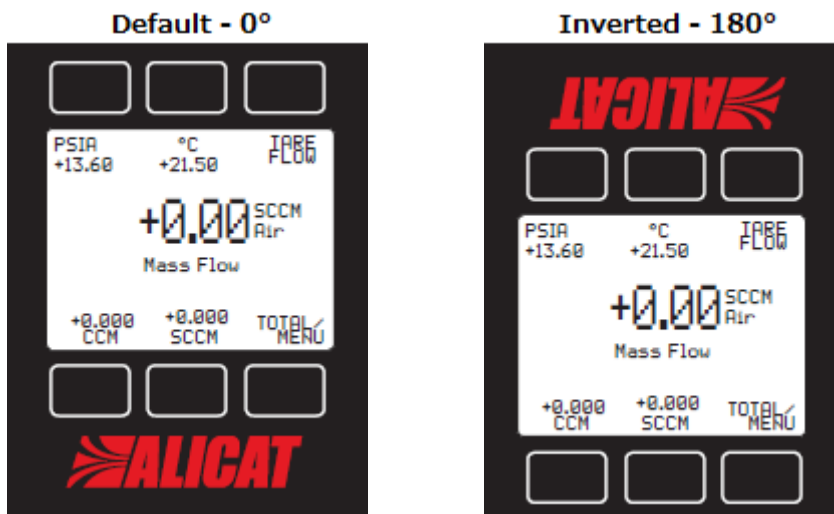 Default - 0°
PSIA °C TARE
+13.60 +21.50 FLOW
+0.00 SCCM
Air
Mass Flow
+0.000 +0.000 TOTAL/
CCM SCCM MENU
ALICAT
Inverted - 180°
ALICAT
PSIA °C TARE
+13.60 +21.50 FLOW
+0.00 SCCM
Air
Mass Flow
+0.000 +0.000 TOTAL/
CCM SCCM MENU